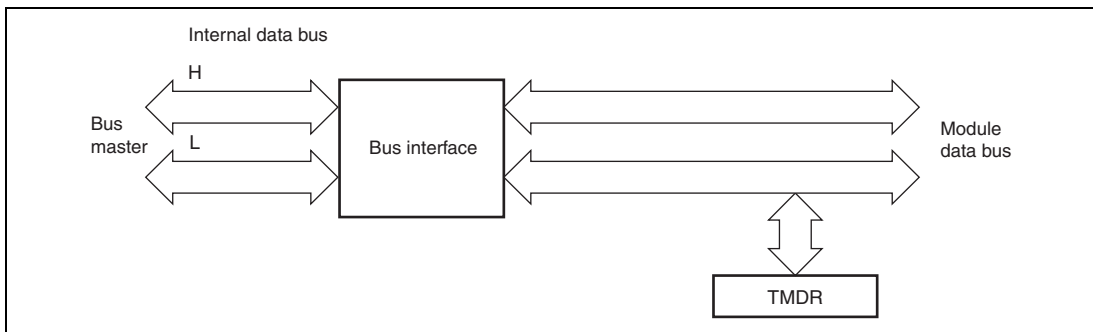 Internal data bus
H
Bus
master
L
Bus interface
Module
data bus
TMDR